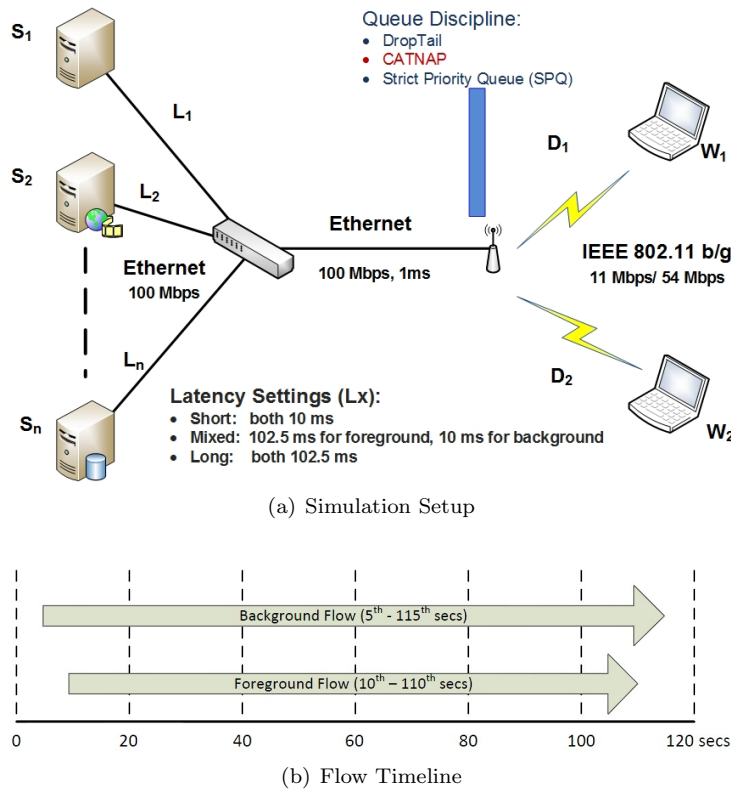 S1
Queue Discipline:
• DropTail
• CATNAP
• Strict Priority Queue (SPQ)
L1
D1
W1
S2
L2
Ethernet
Ethernet
100 Mbps
100 Mbps, 1ms
IEEE 802.11 b/g
11 Mbps/ 54 Mbps
Ln
D2
Sn
Latency Settings (Lx):
• Short: both 10 ms
• Mixed: 102.5 ms for foreground, 10 ms for background
• Long: both 102.5 ms
W2
(a) Simulation Setup
Background Flow (5th - 115th secs)
Foreground Flow (10th – 110th secs)
0 20 40 60 80 100 120 secs
(b) Flow Timeline